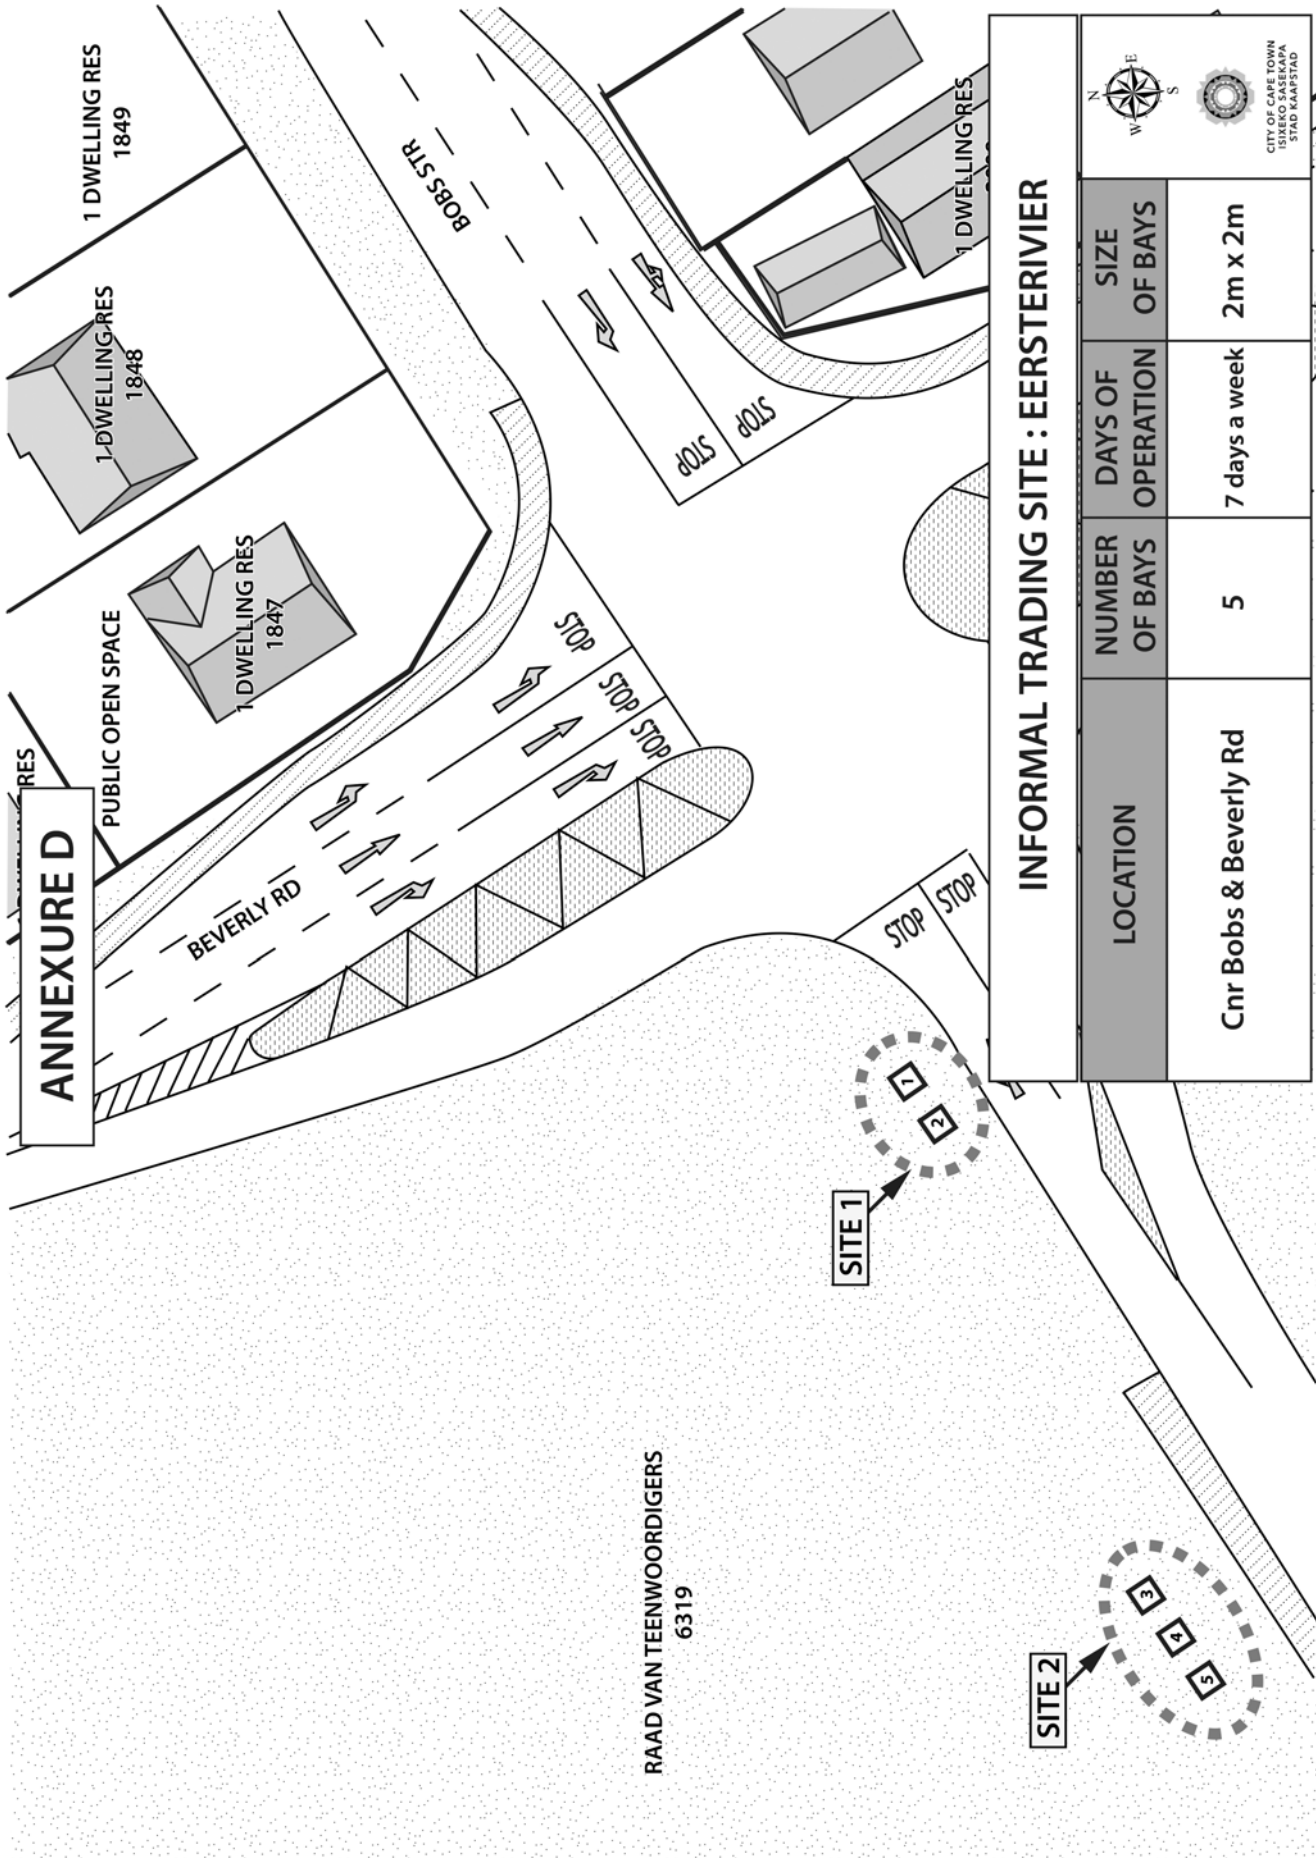 ANNEXURE D
RES
PUBLIC OPEN SPACE
1 DWELLING RES
1847
1 DWELLING RES
1848
1 DWELLING RES
1849
BEVERLY RD
BOBS STR
STOP
STOP
STOP
STOP
STOP
STOP
STOP
1 DWELLING RES
RAAD VAN TEENWOORDIGERS
6319
SITE 1
1
2
SITE 2
3
4
5
INFORMAL TRADING SITE : EERSTERIVIER
LOCATION
NUMBER
OF BAYS
DAYS OF
OPERATION
SIZE
OF BAYS
Cnr Bobs & Beverly Rd
5
7 days a week
2m x 2m
N
E
S
W
CITY OF CAPE TOWN
ISIXEKO SASEKAPA
STAD KAAPSTAD